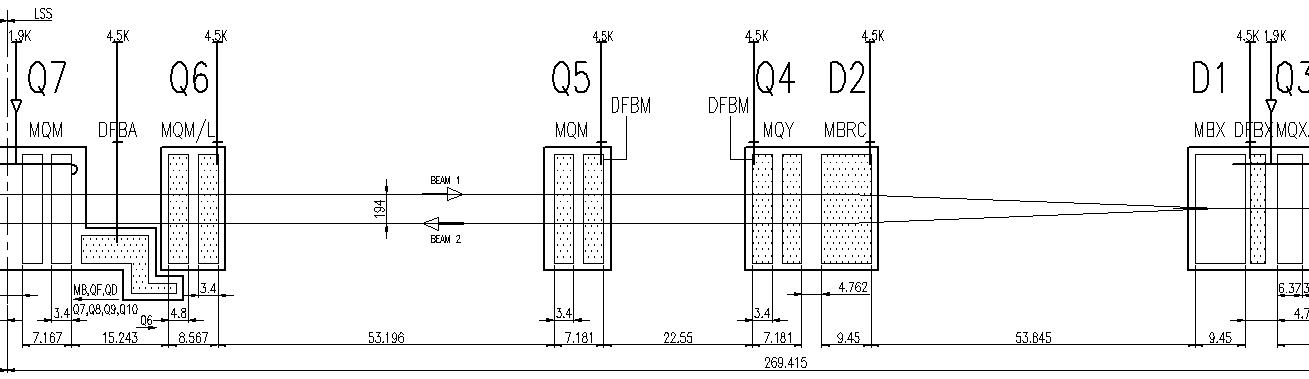 LSS
1.9K 4.5K 4.5K 4.5K 4.5K 4.5K 4.5K 1.9K
Q7 Q6 Q5 Q4 D2 D1 Q3
DFBM DFBM
MQM DFBA MQM/L MQM MQY MBRC MBX DFBX MQX
BEAM 1
194
BEAM 2
MB,QF,QD
Q7,Q8,Q9,Q10
3.4 4.762 6.37 3
3.4 4.8 3.4 3.4 4.7
Q6
7.167 15.243 8.567 53.196 7.181 22.55 7.181 9.45 53.845 9.45
269.415